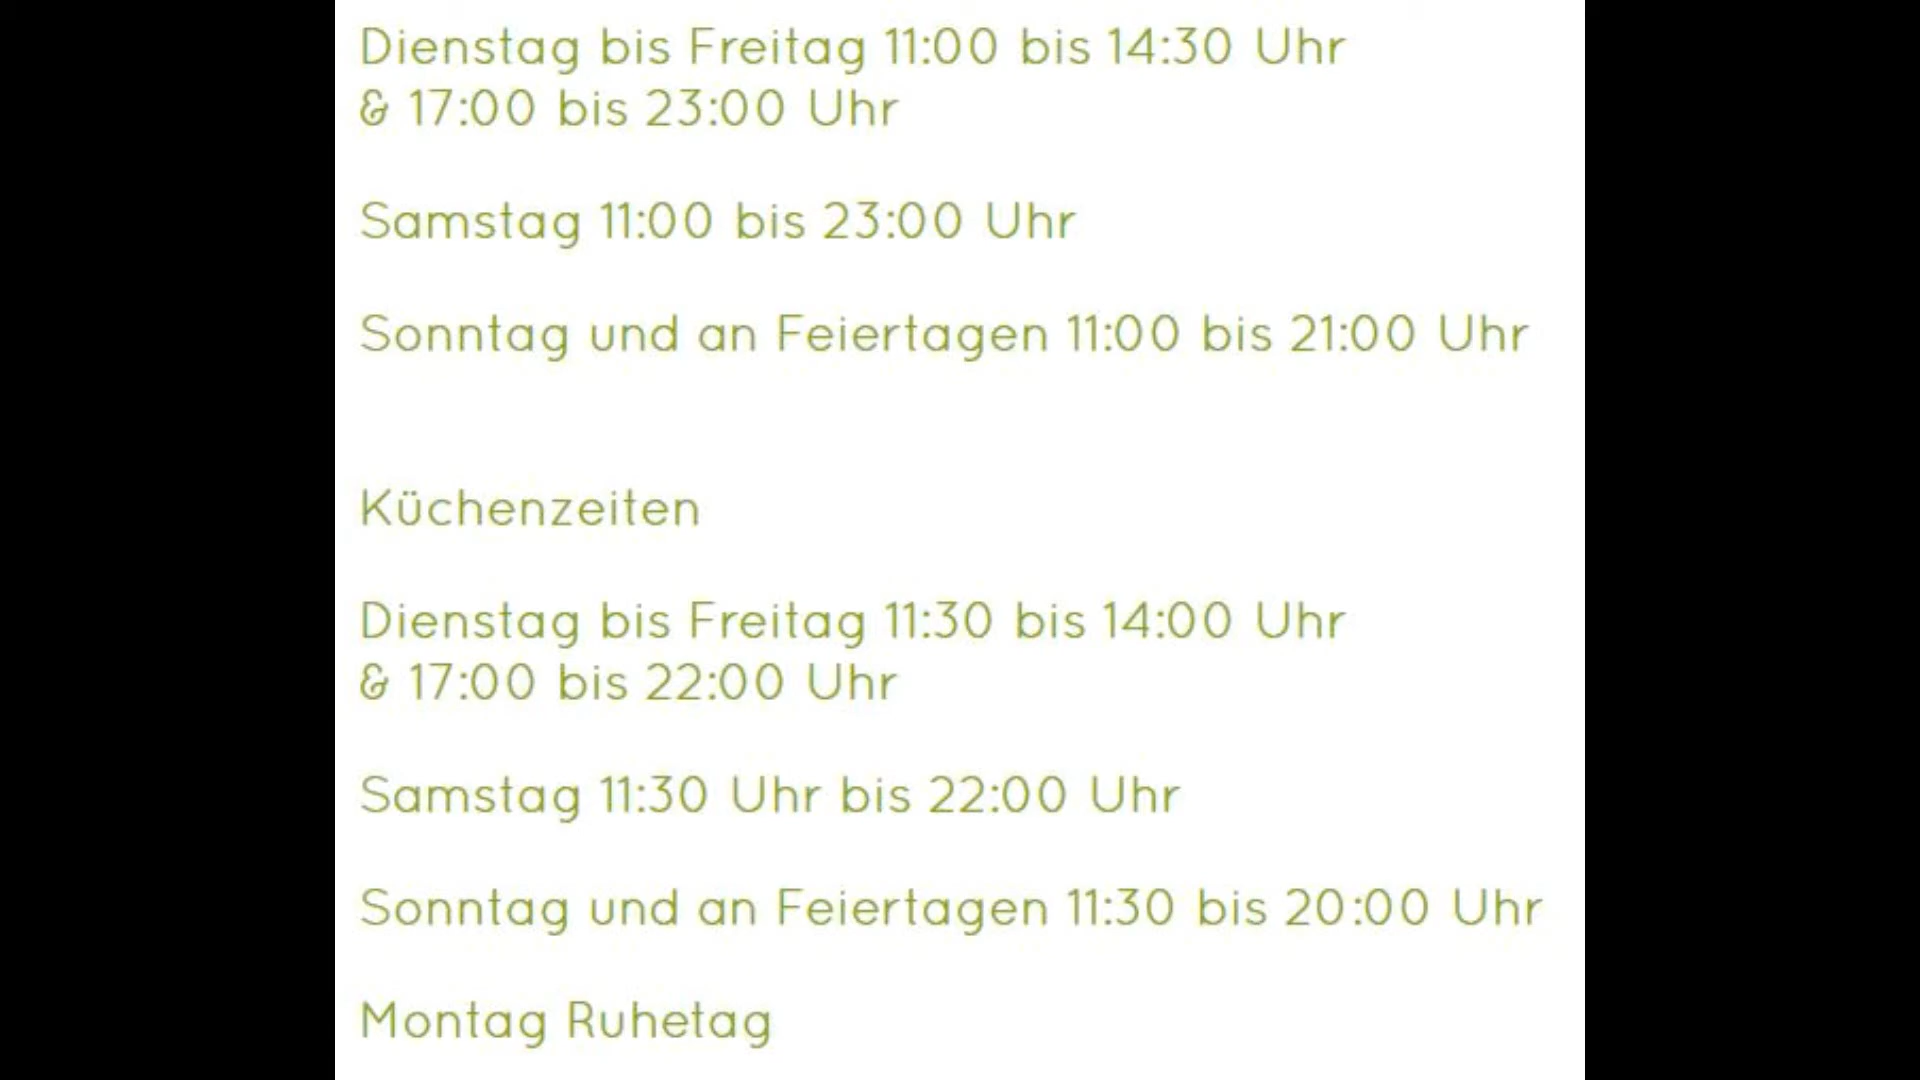 Dienstag bis Freitag 11:00 bis 14:30 Uhr
& 17:00 bis 23:00 Uhr
Samstag 11:00 bis 23:00 Uhr
Sonntag und an Feiertagen 11:00 bis 21:00 Uhr
Küchenzeiten
Dienstag bis Freitag 11:30 bis 14:00 Uhr
& 17:00 bis 22:00 Uhr
Samstag 11:30 Uhr bis 22:00 Uhr
Sonntag und an Feiertagen 11:30 bis 20:00 Uhr
Montag Ruhetag